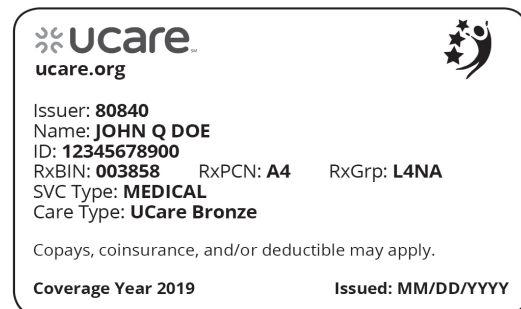 ucare℠
ucare.org
Issuer: 80840
Name: JOHN Q DOE
ID: 12345678900
RxBIN: 003858 RxPCN: A4 RxGrp: L4NA
SVC Type: MEDICAL
Care Type: UCare Bronze
Copays, coinsurance, and/or deductible may apply.
Coverage Year 2019 Issued: MM/DD/YYYY